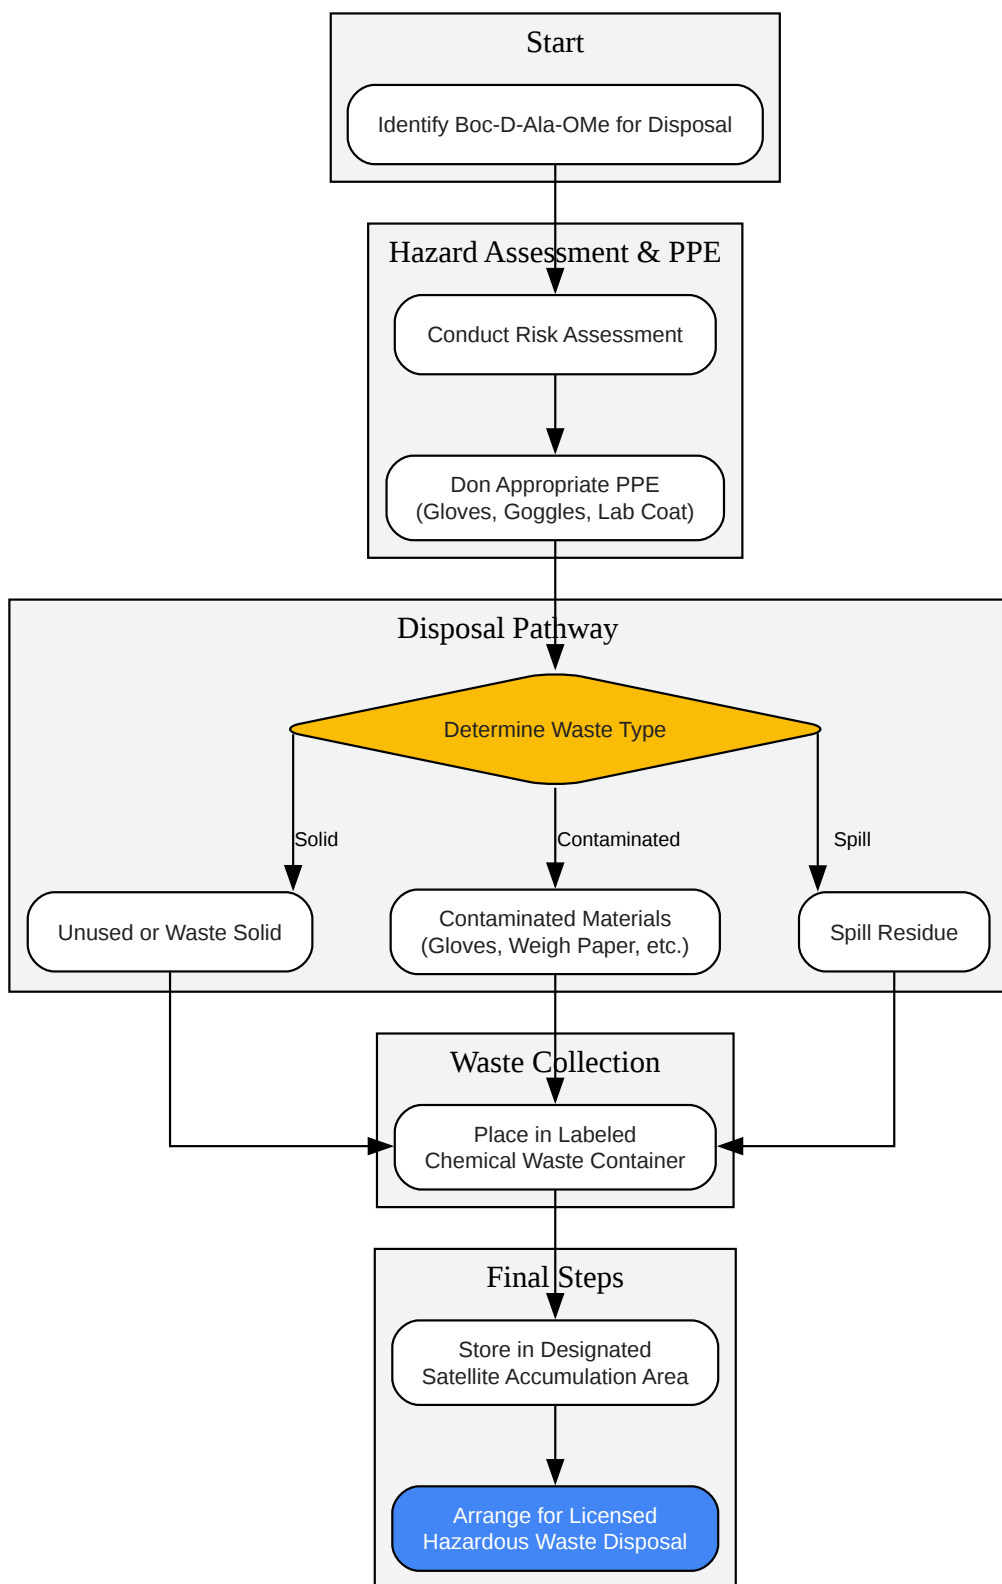 Start
Identify Boc-D-Ala-OMe for Disposal
Hazard Assessment & PPE
Conduct Risk Assessment
Don Appropriate PPE
(Gloves, Goggles, Lab Coat)
Disposal Pathway
Determine Waste Type
Solid
Contaminated
Spill
Unused or Waste Solid
Contaminated Materials
(Gloves, Weigh Paper, etc.)
Spill Residue
Waste Collection
Place in Labeled
Chemical Waste Container
Final Steps
Store in Designated
Satellite Accumulation Area
Arrange for Licensed
Hazardous Waste Disposal